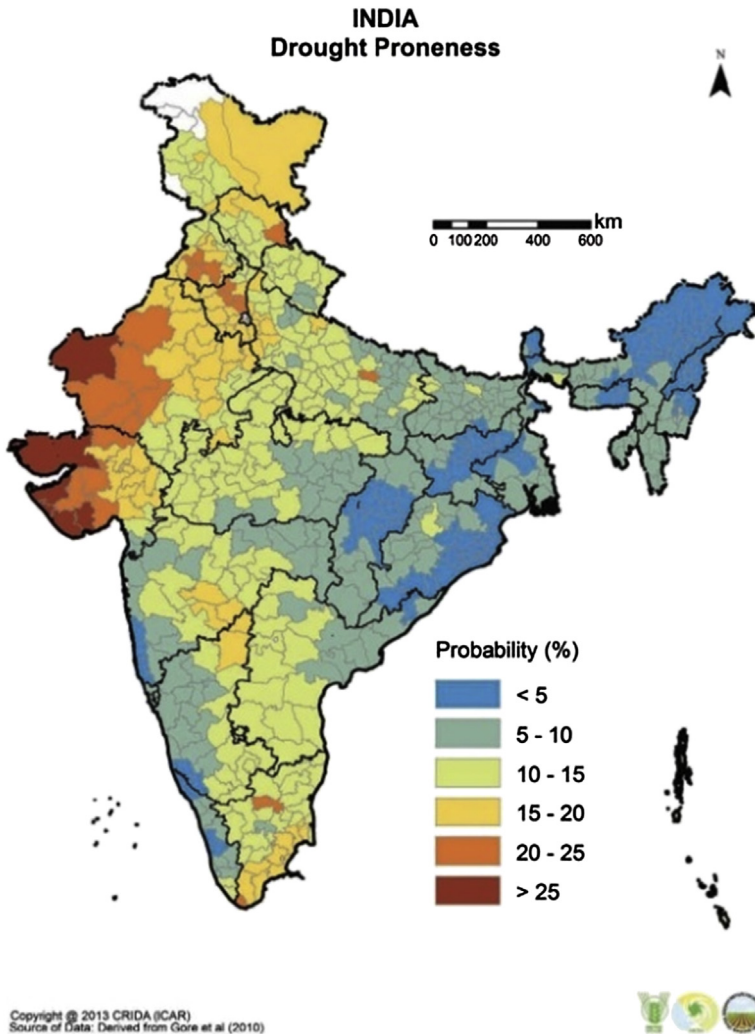 INDIA
Drought Proneness
N
km
0 100 200 400 600
Probability (%)
< 5
5 - 10
10 - 15
15 - 20
20 - 25
> 25
Copyright @ 2013 CRIDA (ICAR)
Source of Data: Derived from Gore et al (2010)